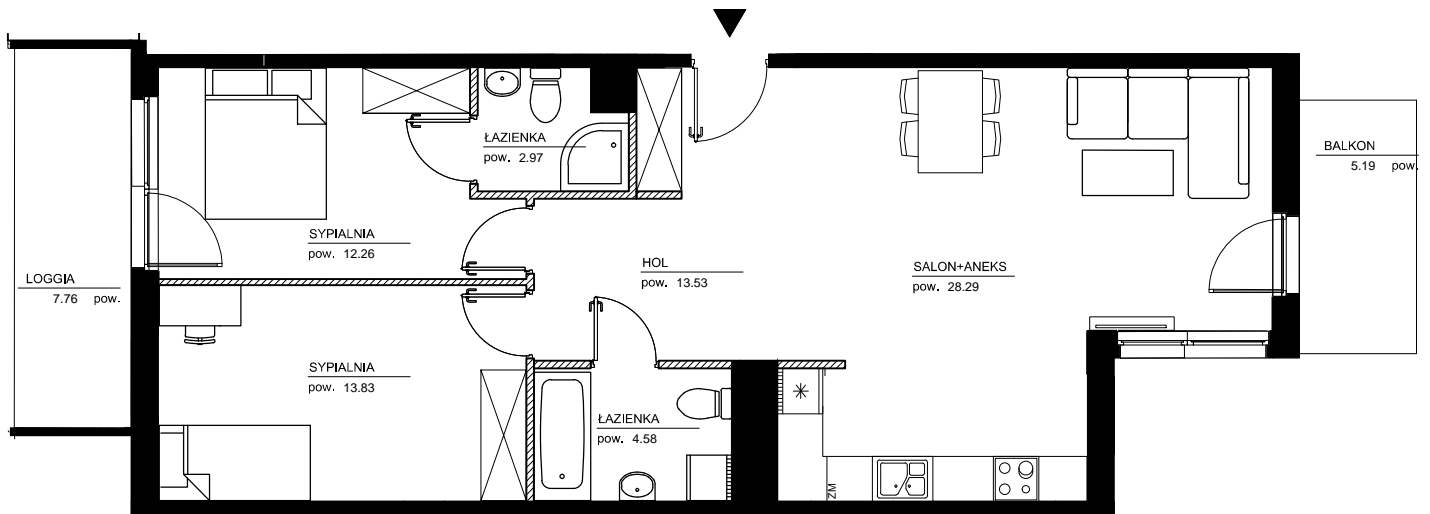 ŁAZIENKA
pow. 2.97
BALKON
5.19 pow.
SYPIALNIA
pow. 12.26
HOL
pow. 13.53
SALON+ANEKS
pow. 28.29
LOGGIA
7.76 pow.
SYPIALNIA
pow. 13.83
ŁAZIENKA
pow. 4.58
ZM